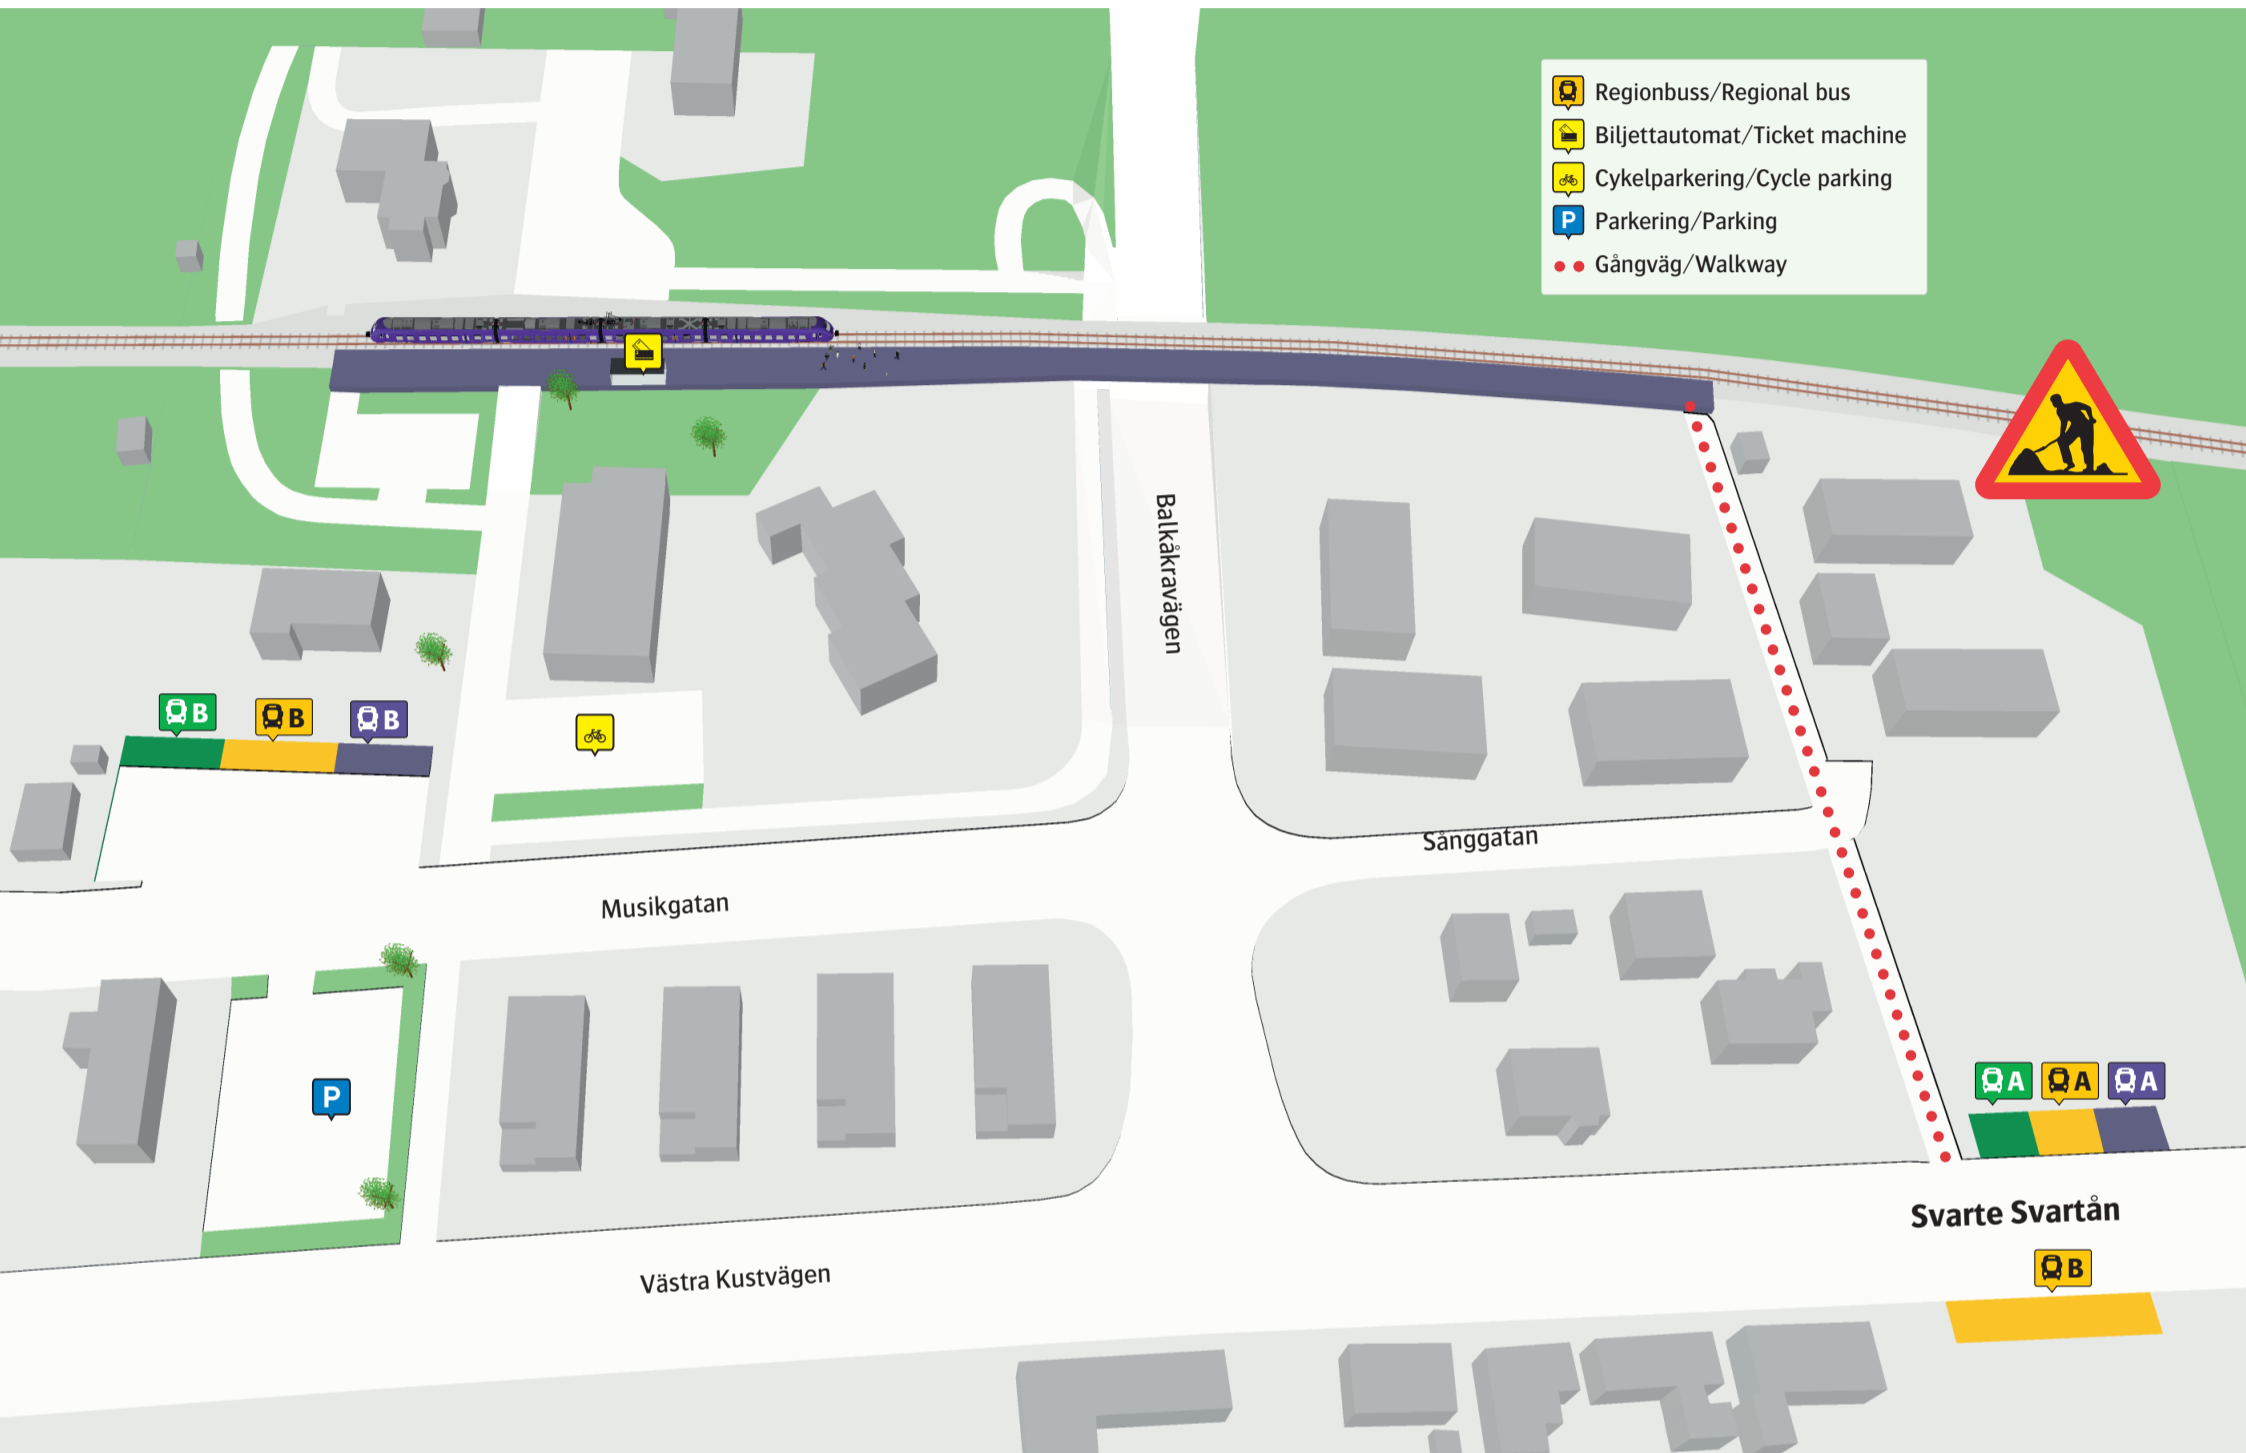 Regionbuss/Regional bus
Biljettautomat/Ticket machine
Cykelparkering/Cycle parking
P Parkering/Parking
Gångväg/Walkway
Balkåkravägen
B B B
Sånggatan
Musikgatan
P
A A A
Svarte Svartån
B
Västra Kustvägen